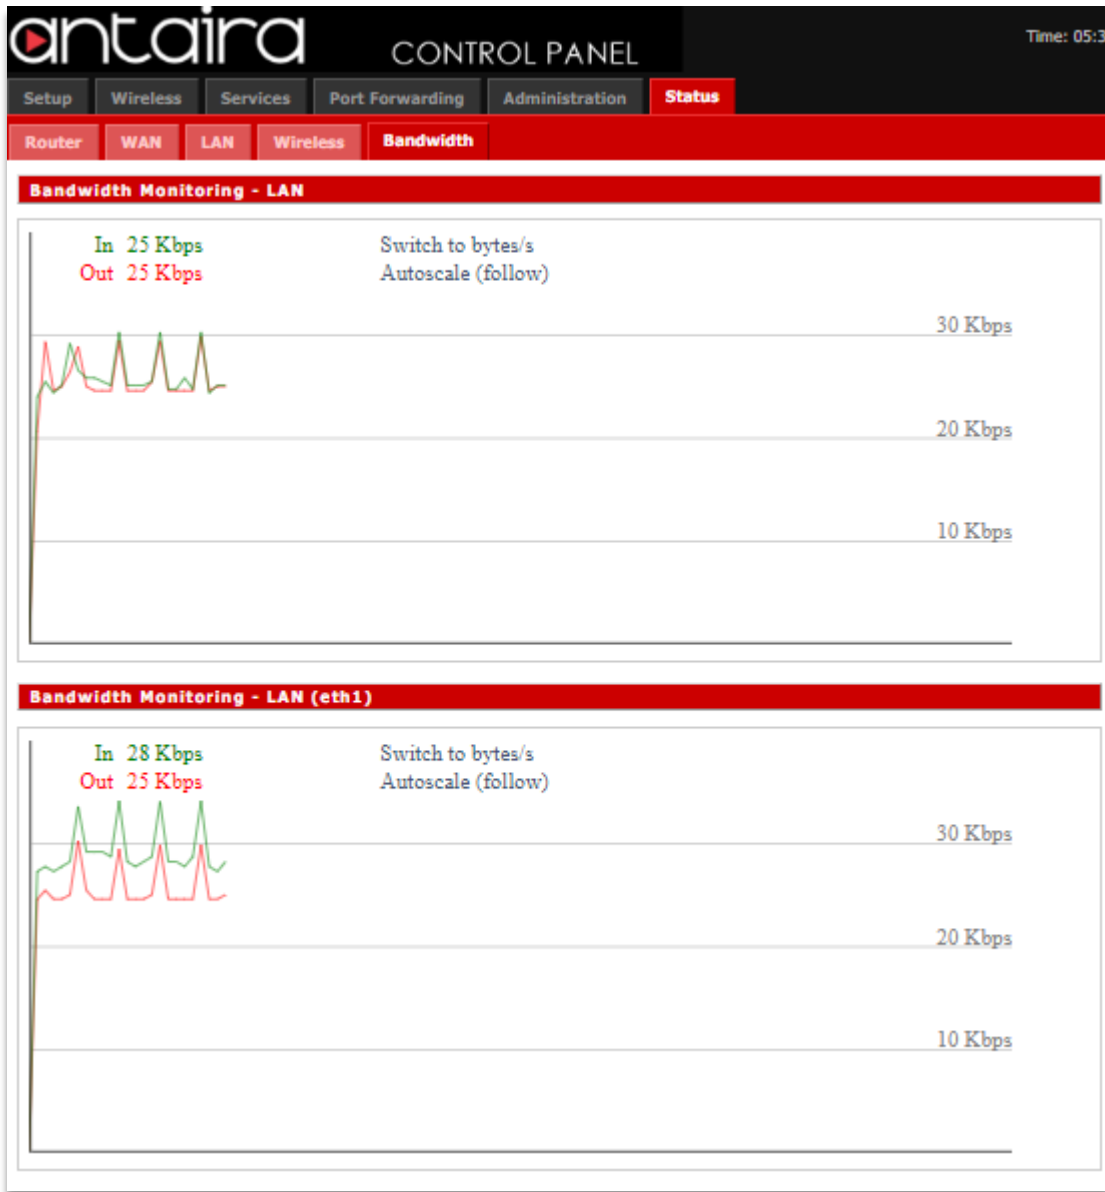 antaira CONTROL PANEL
Time: 05:3
Setup Wireless Services Port Forwarding Administration Status
Router WAN LAN Wireless Bandwidth
Bandwidth Monitoring - LAN
In 25 Kbps Switch to bytes/s
Out 25 Kbps Autoscale (follow)
30 Kbps
20 Kbps
10 Kbps
Bandwidth Monitoring - LAN (eth1)
In 28 Kbps Switch to bytes/s
Out 25 Kbps Autoscale (follow)
30 Kbps
20 Kbps
10 Kbps